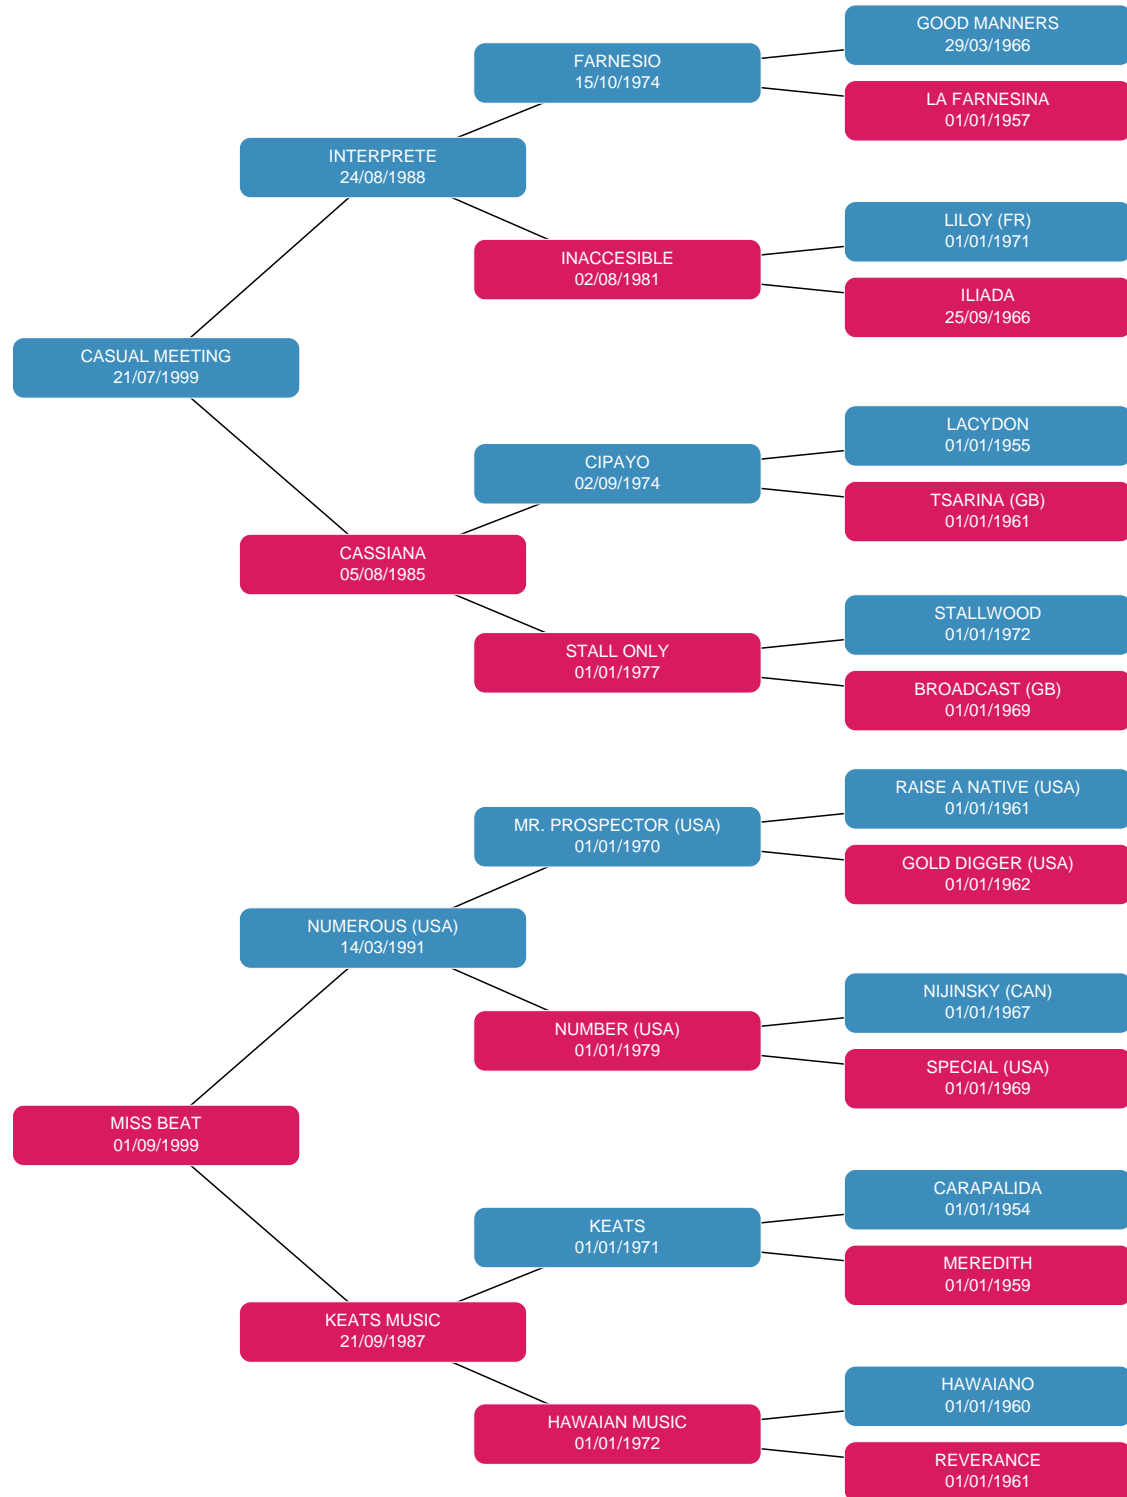 GOOD MANNERS
29/03/1966
FARNESIO
15/10/1974
LA FARNESINA
01/01/1957
INTERPRETE
24/08/1988
LILOY (FR)
01/01/1971
INACCESIBLE
02/08/1981
ILIADA
25/09/1966
CASUAL MEETING
21/07/1999
LACYDON
01/01/1955
CIPAYO
02/09/1974
TSARINA (GB)
01/01/1961
CASSIANA
05/08/1985
STALLWOOD
01/01/1972
STALL ONLY
01/01/1977
BROADCAST (GB)
01/01/1969
RAISE A NATIVE (USA)
01/01/1961
MR. PROSPECTOR (USA)
01/01/1970
GOLD DIGGER (USA)
01/01/1962
NUMEROUS (USA)
14/03/1991
NIJINSKY (CAN)
01/01/1967
NUMBER (USA)
01/01/1979
SPECIAL (USA)
01/01/1969
MISS BEAT
01/09/1999
CARAPALIDA
01/01/1954
KEATS
01/01/1971
MEREDITH
01/01/1959
KEATS MUSIC
21/09/1987
HAWAIANO
01/01/1960
HAWAIAN MUSIC
01/01/1972
REVERANCE
01/01/1961